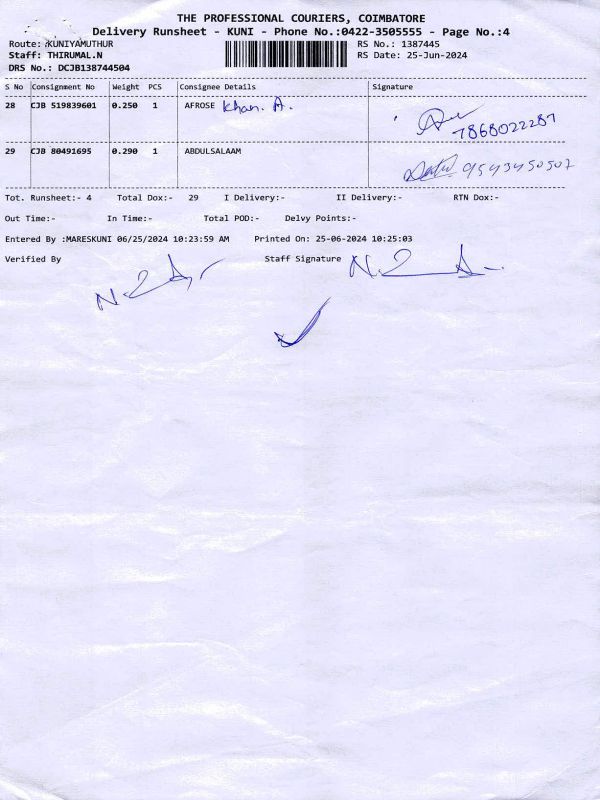 THE PROFESSIONAL COURIERS, COIMBATORE
Delivery Runsheet - KUNI - Phone No.:0422-3505555 - Page No.:4
Route: KUNIYAMUTHUR RS No.: 1387445
Staff: THIRUMAL.N RS Date: 25-Jun-2024
DRS No.: DCJB138744504
S No Consignment No Weight PCS Consignee Details Signature
28 CJB 519839601 0.250 1 AFROSE Khan. A.
7868022287
29 CJB 80491695 0.290 1 ABDULSALAAM
9543450507
Tot. Runsheet:- 4 Total Dox:- 29 I Delivery:- II Delivery:- RTN Dox:-
Out Time:- In Time:- Total POD:- Delvy Points:-
Entered By :MARESKUNI 06/25/2024 10:23:59 AM Printed On: 25-06-2024 10:25:03
Verified By Staff Signature